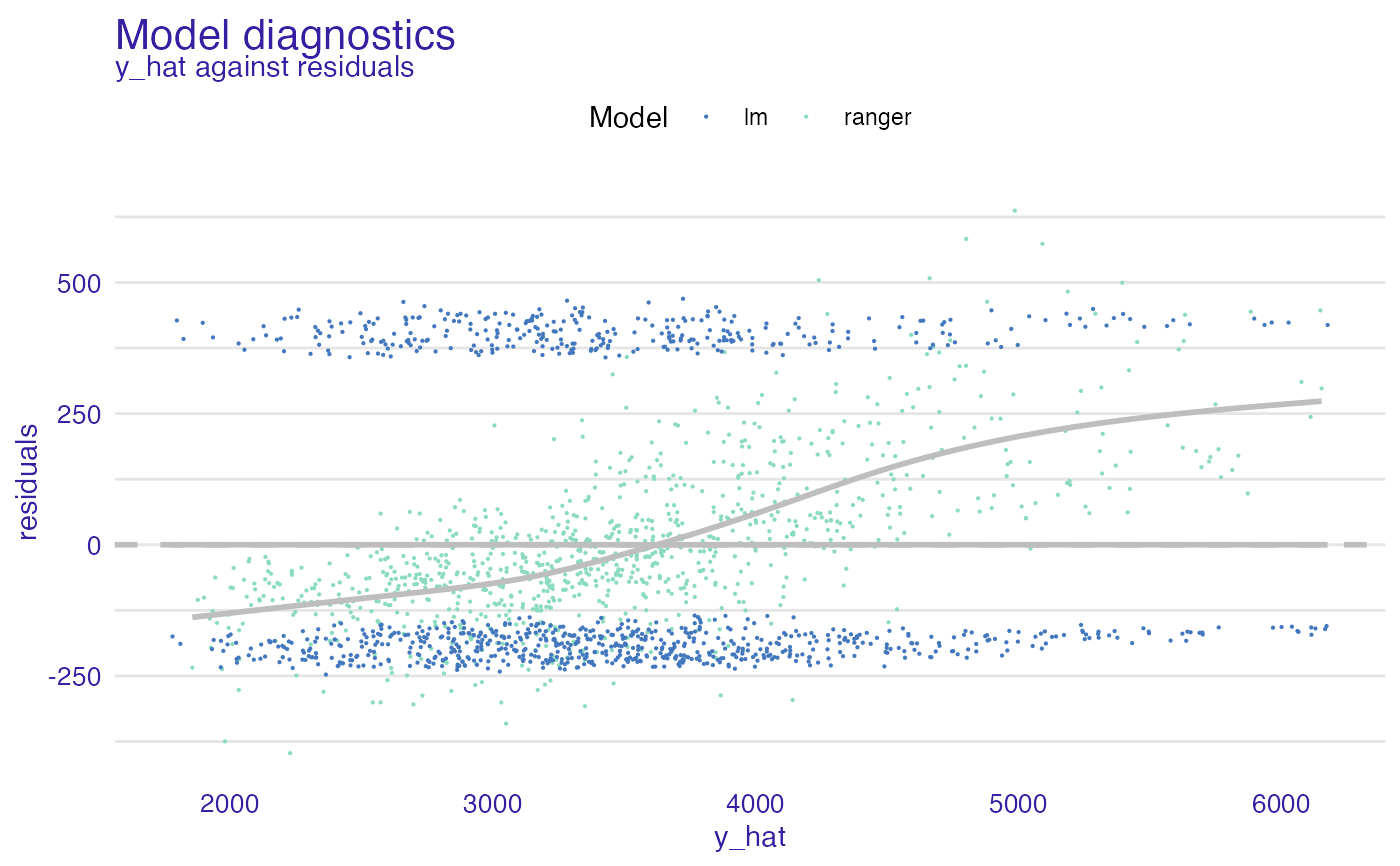 Model diagnostics
y_hat against residuals
Model lm ranger
500
250
0
-250
residuals
2000 3000 4000 5000 6000
y_hat